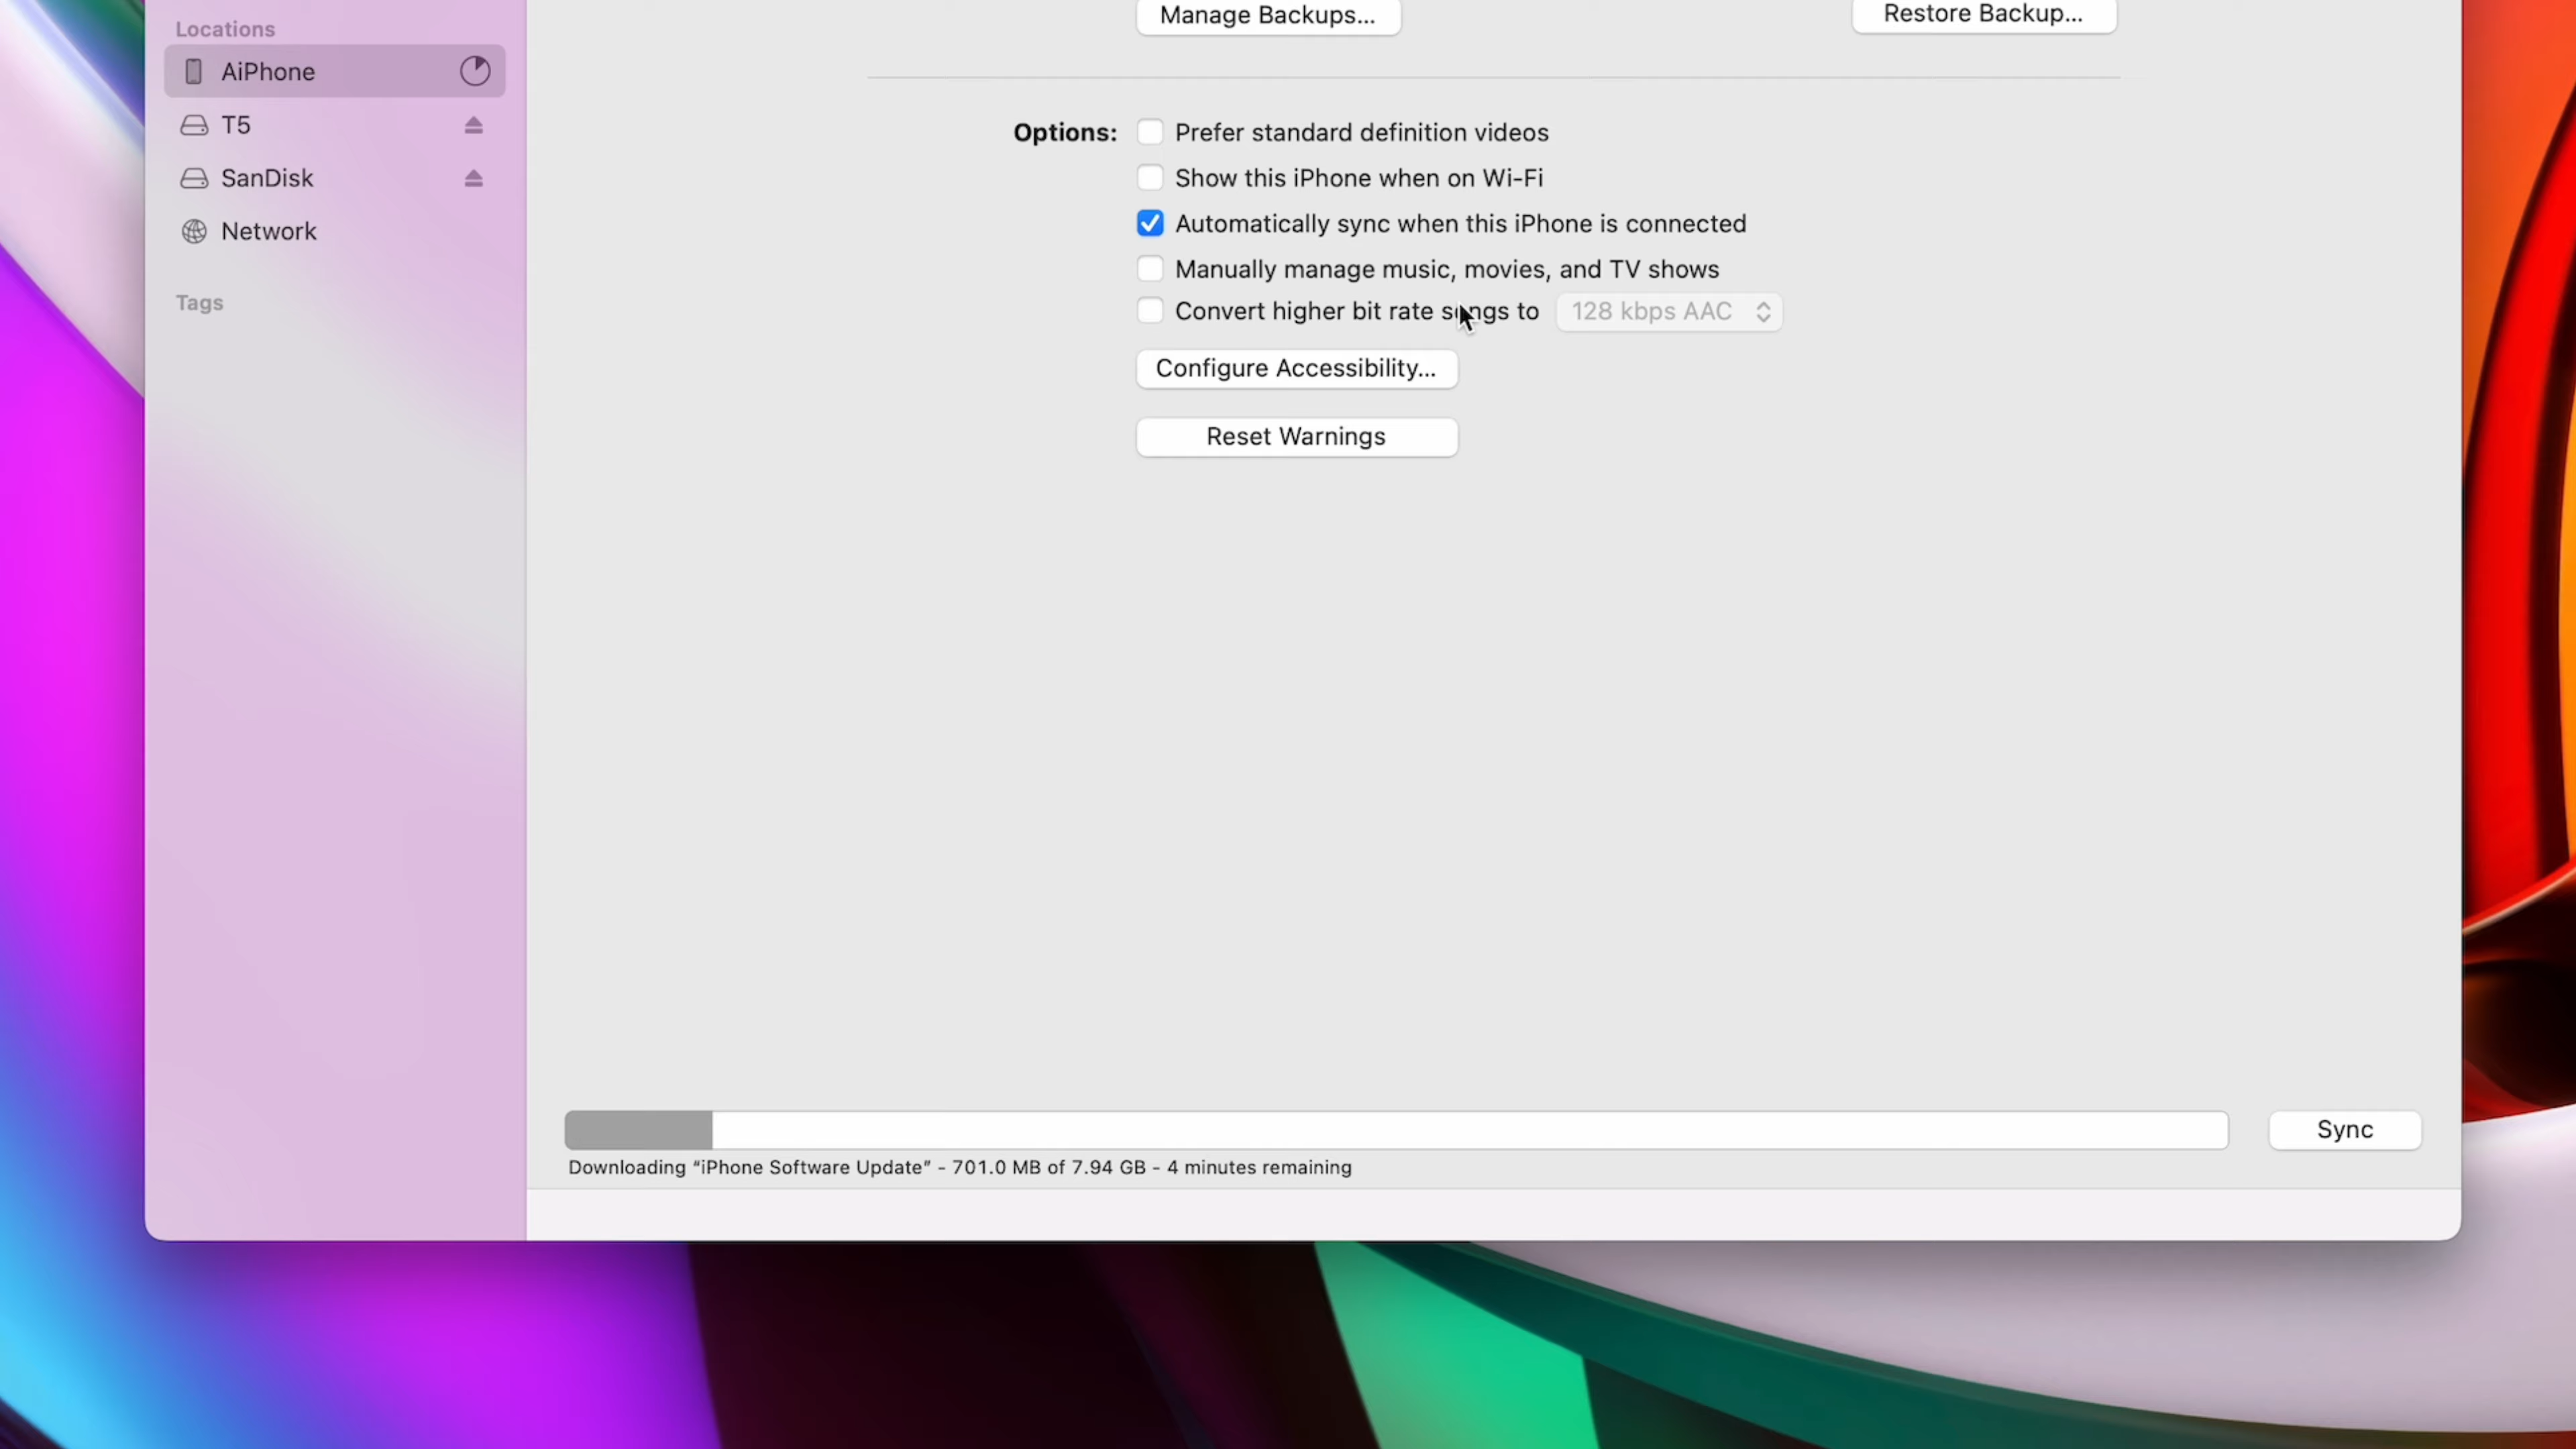 Locations
AiPhone
T5
SanDisk
Network
Tags
Manage Backups...
Restore Backup...
Options:
Prefer standard definition videos
Show this iPhone when on Wi-Fi
Automatically sync when this iPhone is connected
Manually manage music, movies, and TV shows
Convert higher bit rate songs to 128 kbps AAC
Configure Accessibility...
Reset Warnings
Sync
Downloading “iPhone Software Update” - 701.0 MB of 7.94 GB - 4 minutes remaining